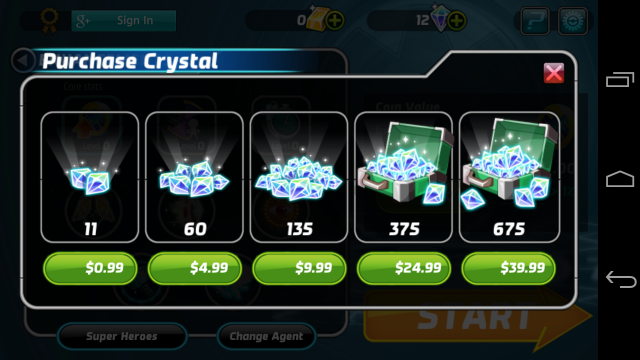 g+ Sign In
0
12
Purchase Crystal
11 60 135 375 675
$0.99 $4.99 $9.99 $24.99 $39.99
Super Heroes Change Agent
START